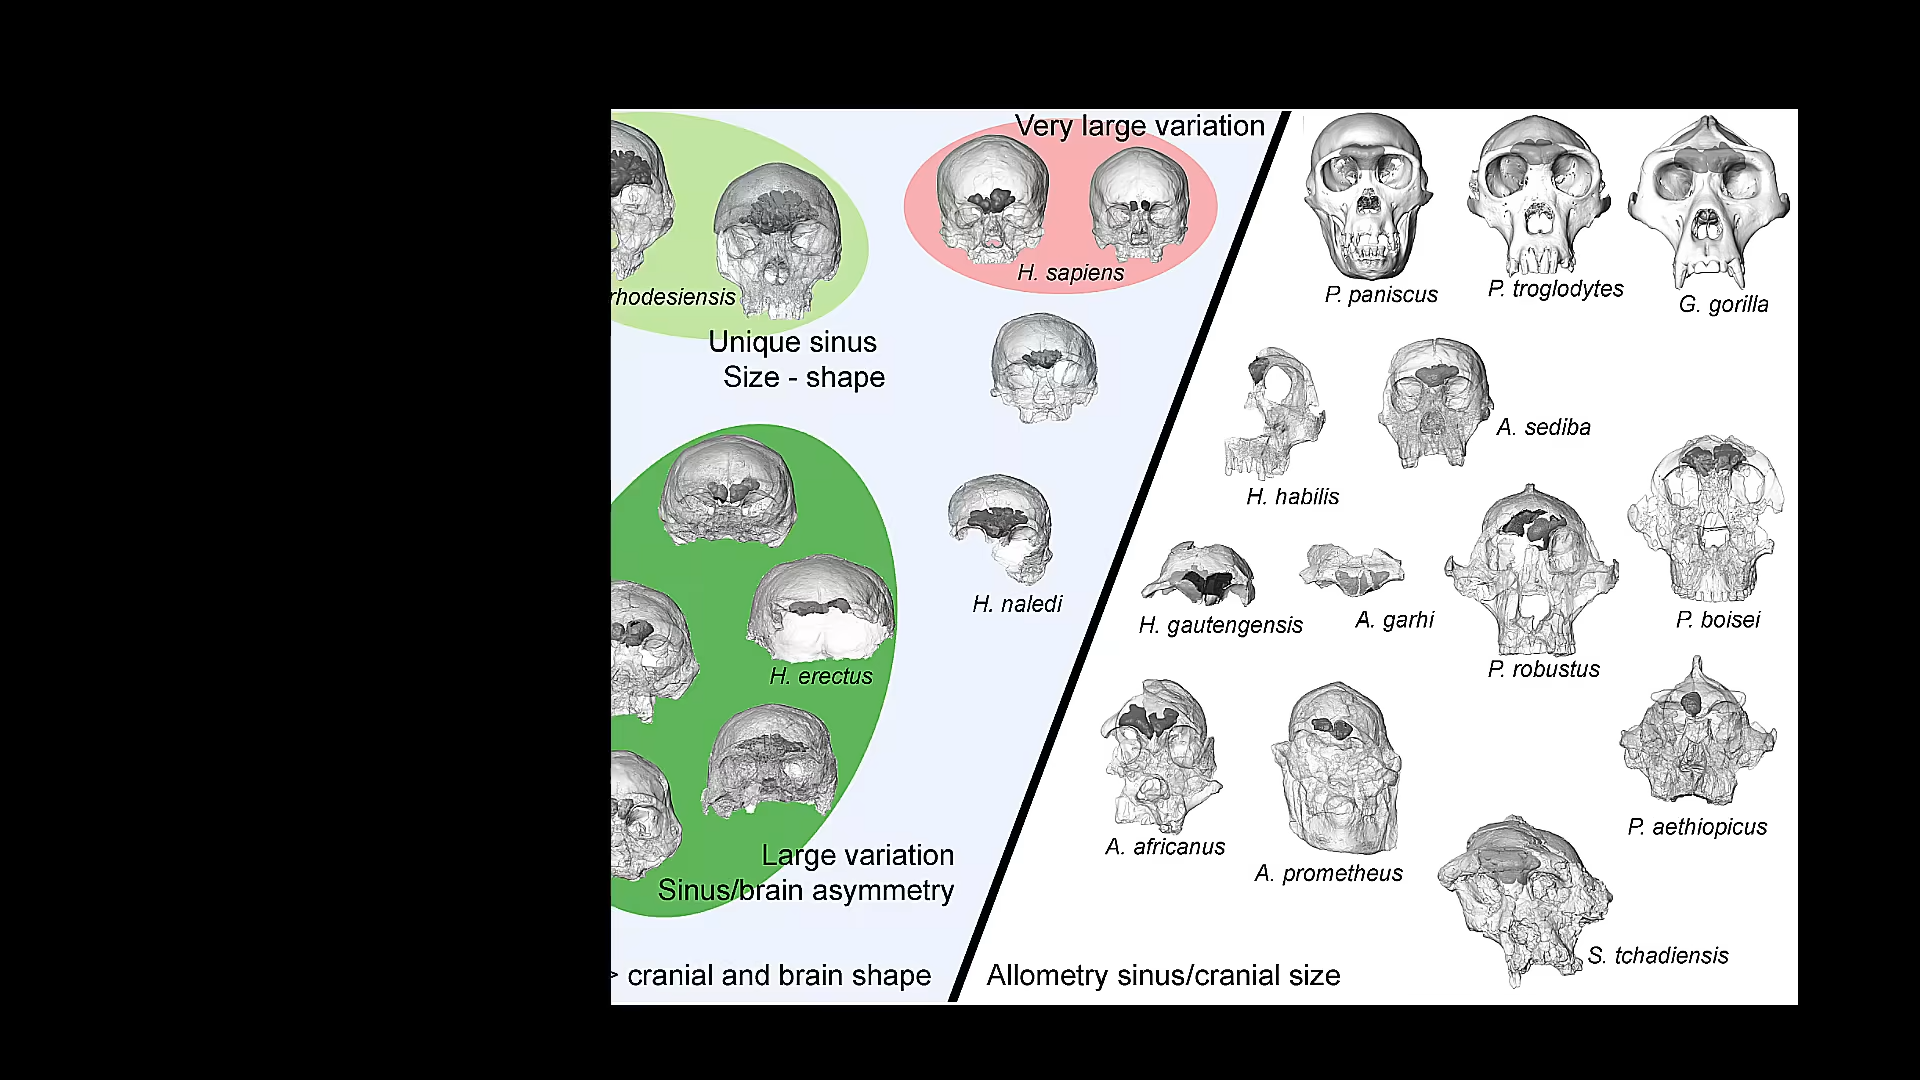 Very large variation
rhodesiensis
H. sapiens
P. paniscus
P. troglodytes
G. gorilla
Unique sinus
Size - shape
A. sediba
H. habilis
H. naledi
H. gautengensis
A. garhi
P. boisei
P. robustus
H. erectus
A. africanus
A. prometheus
P. aethiopicus
Large variation
Sinus/brain asymmetry
S. tchadiensis
> cranial and brain shape
Allometry sinus/cranial size